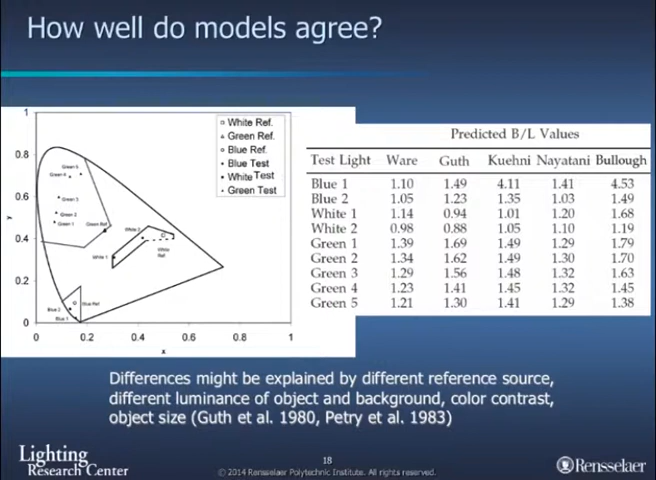 How well do models agree?
1
0.8
0.6
0.4
0.2
0
y
0 0.2 0.4 0.6 0.8 1
x
White Ref.
Green Ref.
Blue Ref.
Blue Test
White Test
Green Test
Green 5
Green 4
Green 3
Green 2
Green 1
Green Ref
White 2
White Ref
White 1
Blue Ref
Blue 2
Blue 1
Predicted B/L Values
Test Light Ware Guth Kuehni Nayatani Bullough
Blue 1 1.10 1.49 4.11 1.41 4.53
Blue 2 1.05 1.23 1.35 1.03 1.49
White 1 1.14 0.94 1.01 1.20 1.68
White 2 0.98 0.88 1.05 1.10 1.19
Green 1 1.39 1.69 1.49 1.29 1.79
Green 2 1.34 1.62 1.49 1.30 1.70
Green 3 1.29 1.56 1.48 1.32 1.63
Green 4 1.23 1.41 1.45 1.32 1.45
Green 5 1.21 1.30 1.41 1.29 1.38
Differences might be explained by different reference source,
different luminance of object and background, color contrast,
object size (Guth et al. 1980, Petry et al. 1983)
Lighting
Research Center
18
© 2014 Rensselaer Polytechnic Institute. All rights reserved.
Rensselaer